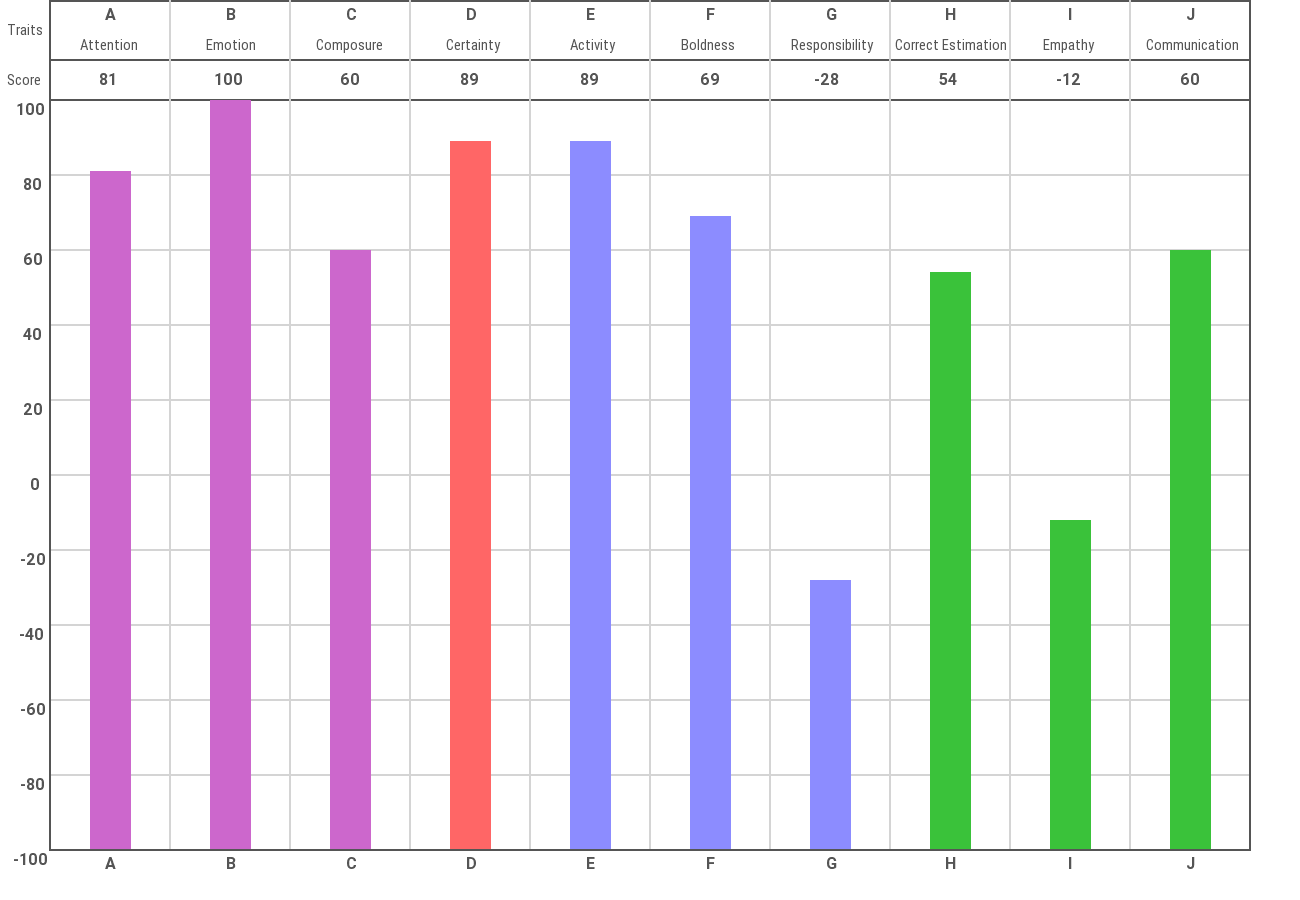 Traits A B C D E F G H I J
Attention Emotion Composure Certainty Activity Boldness Responsibility Correct Estimation Empathy Communication
Score 81 100 60 89 89 69 -28 54 -12 60
100
80
60
40
20
0
-20
-40
-60
-80
-100
A B C D E F G H I J